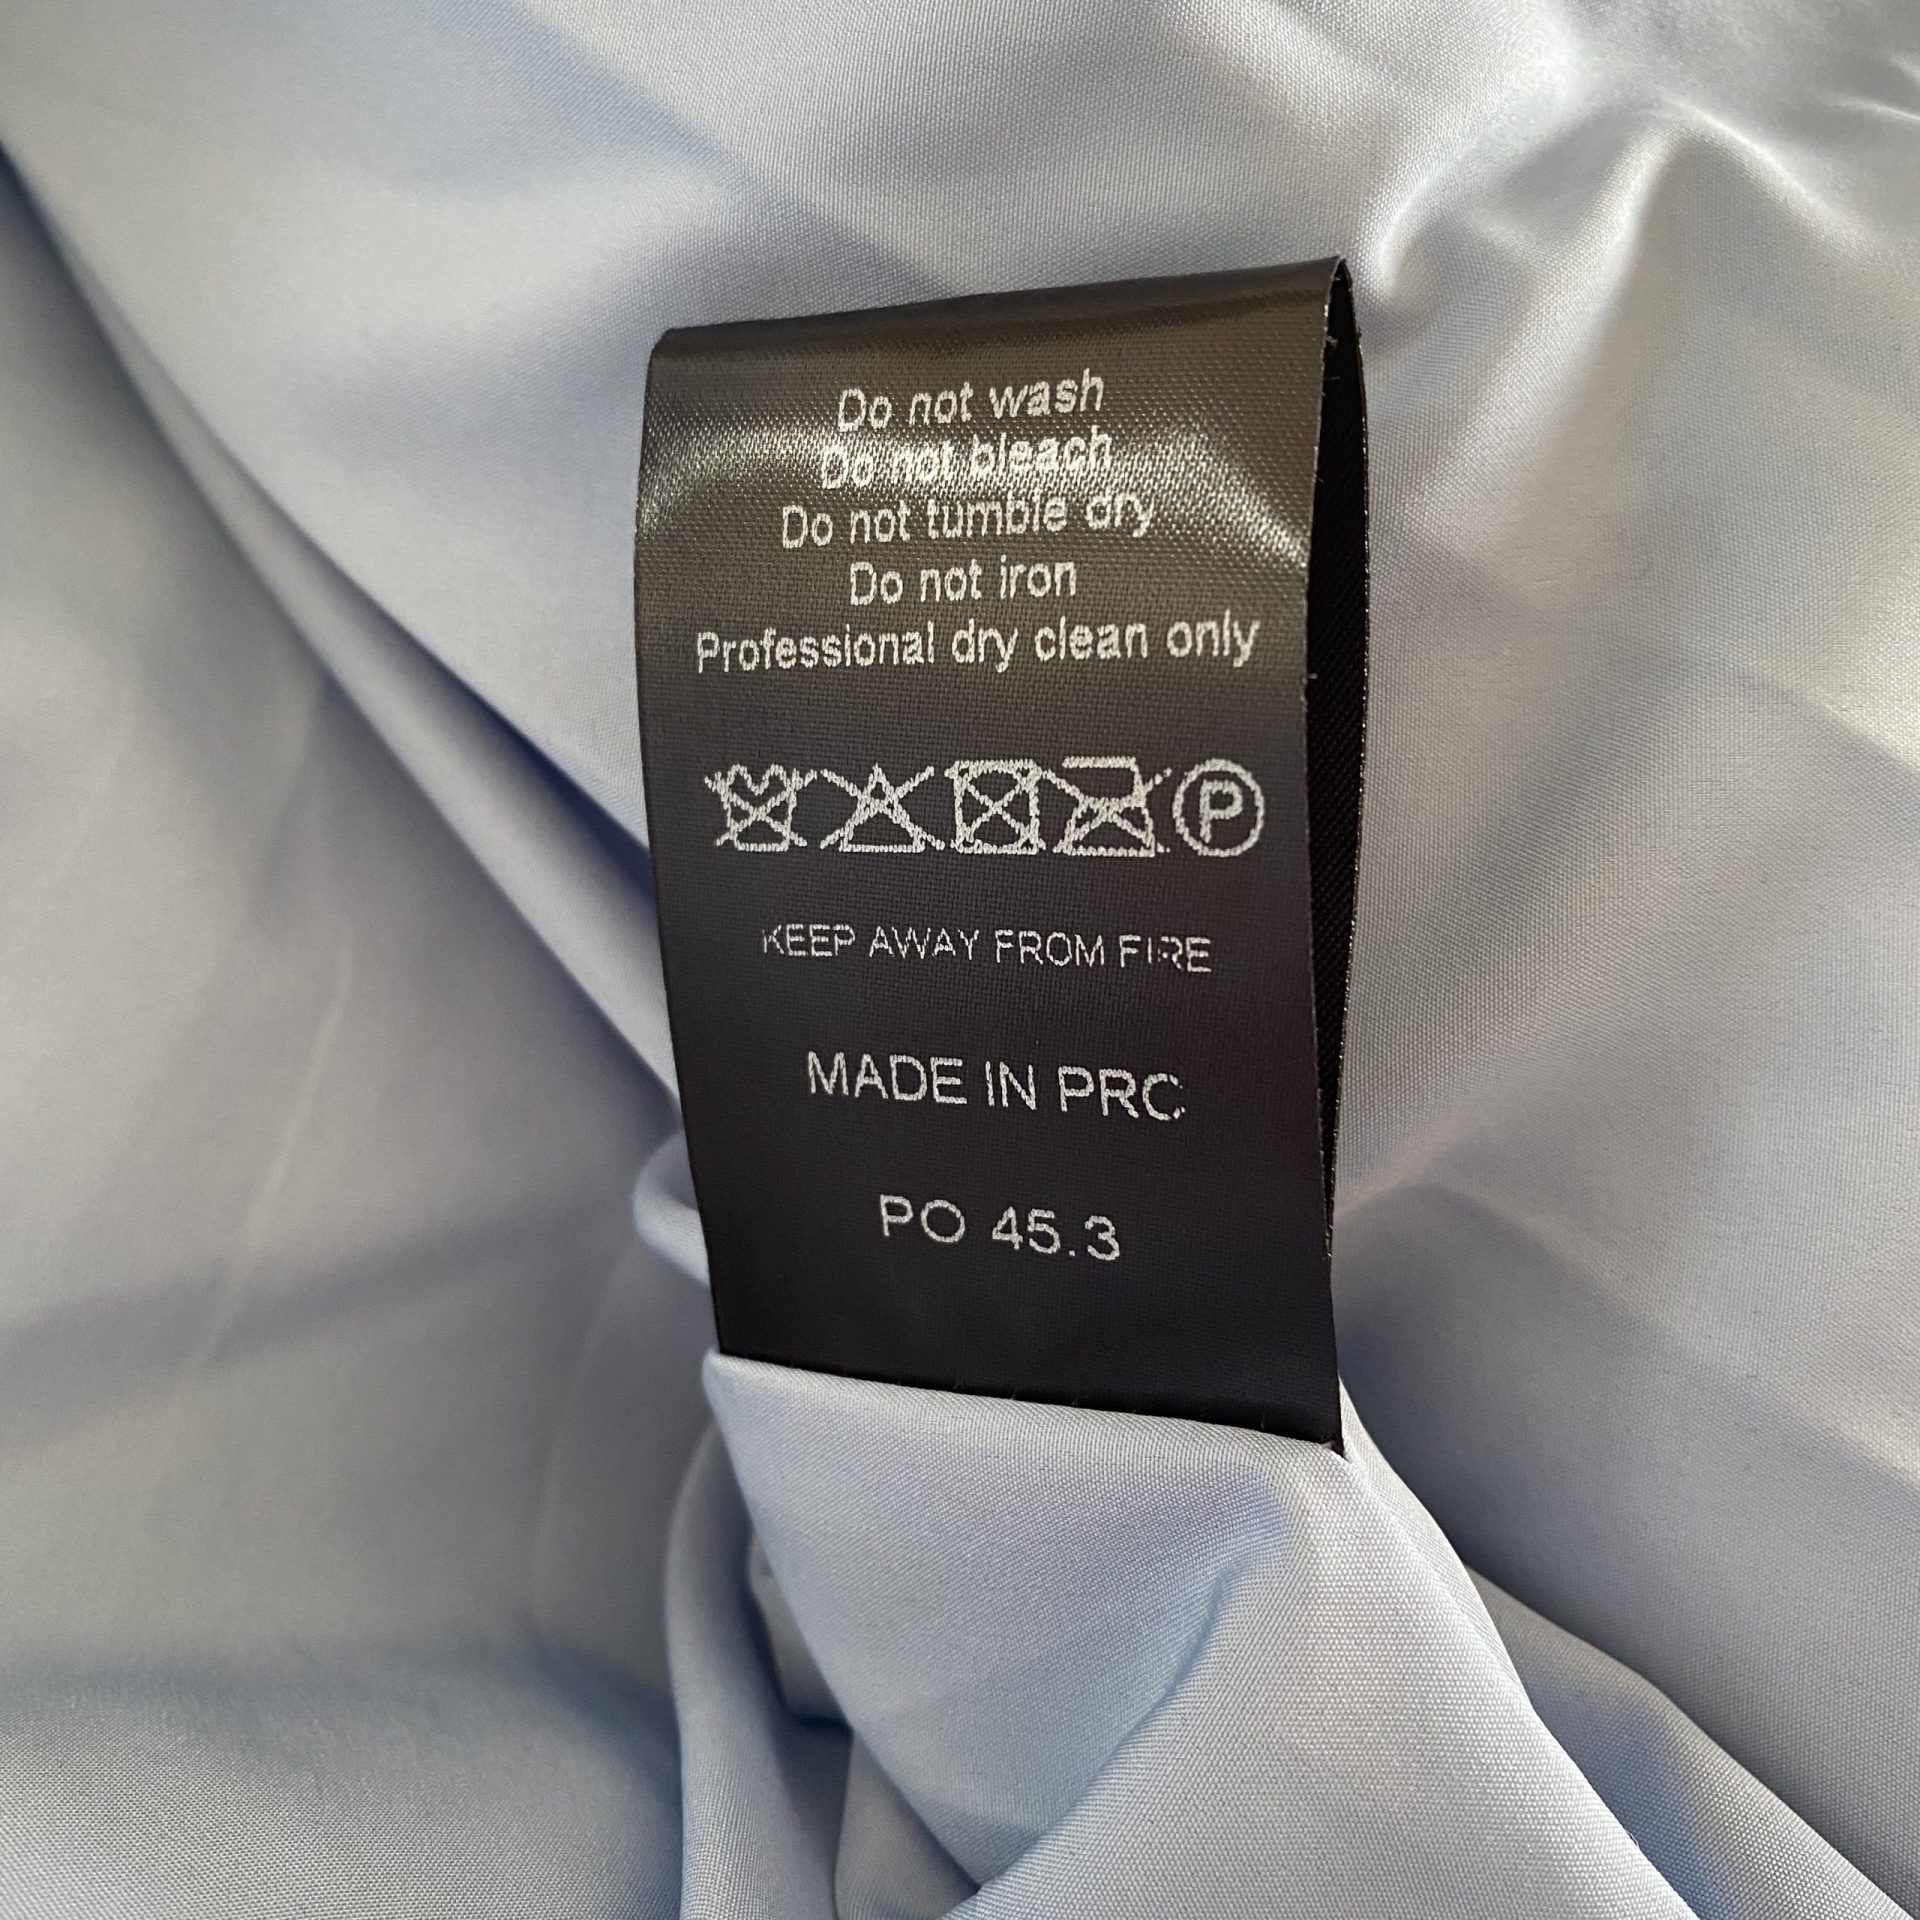 Do not wash
Do not bleach
Do not tumble dry
Do not iron
Professional dry clean only
P
KEEP AWAY FROM FIRE
MADE IN PRC
PO 45.3